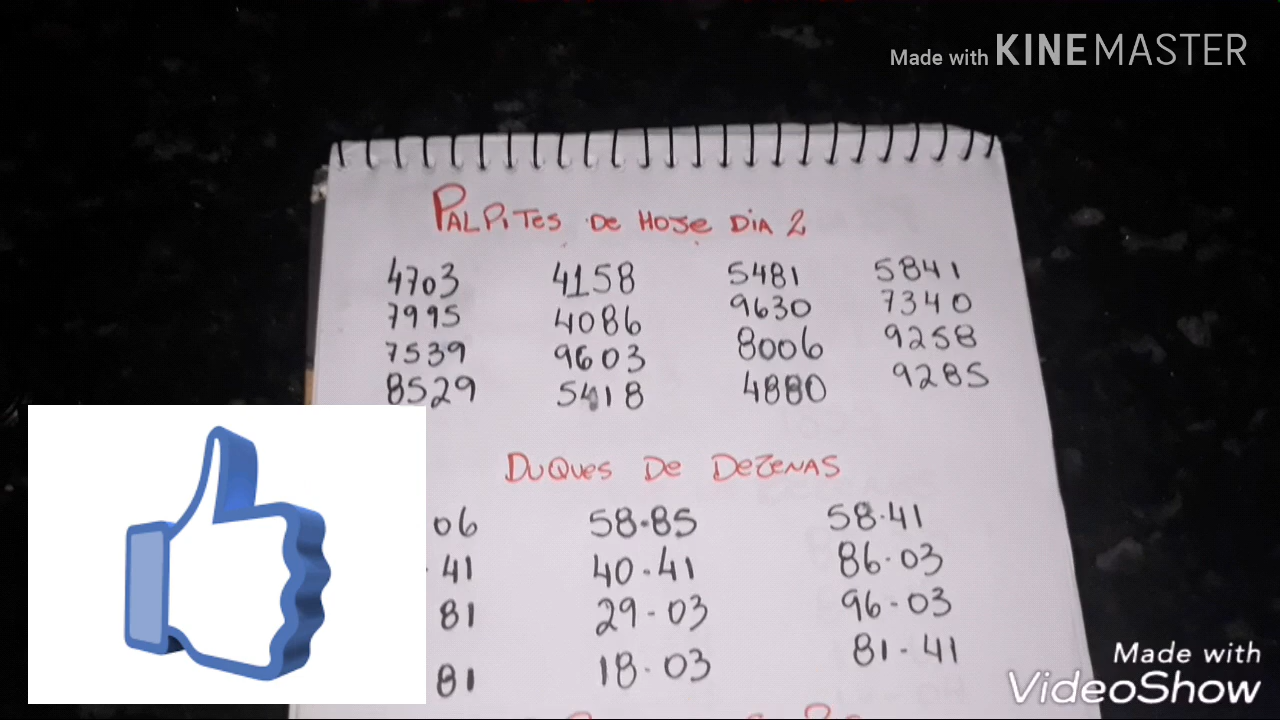 Made with KINEMASTER
PALPITES DE HOJE DIA 2
4703 4158 5481 5841
7995 4086 9630 7340
7539 9603 8006 9258
8529 5418 4880 9285
DUQUES DE DEZENAS
06 58-85 58-41
41 40-41 86-03
81 29-03 96-03
81 18-03 81-41
Made with
VideoShow